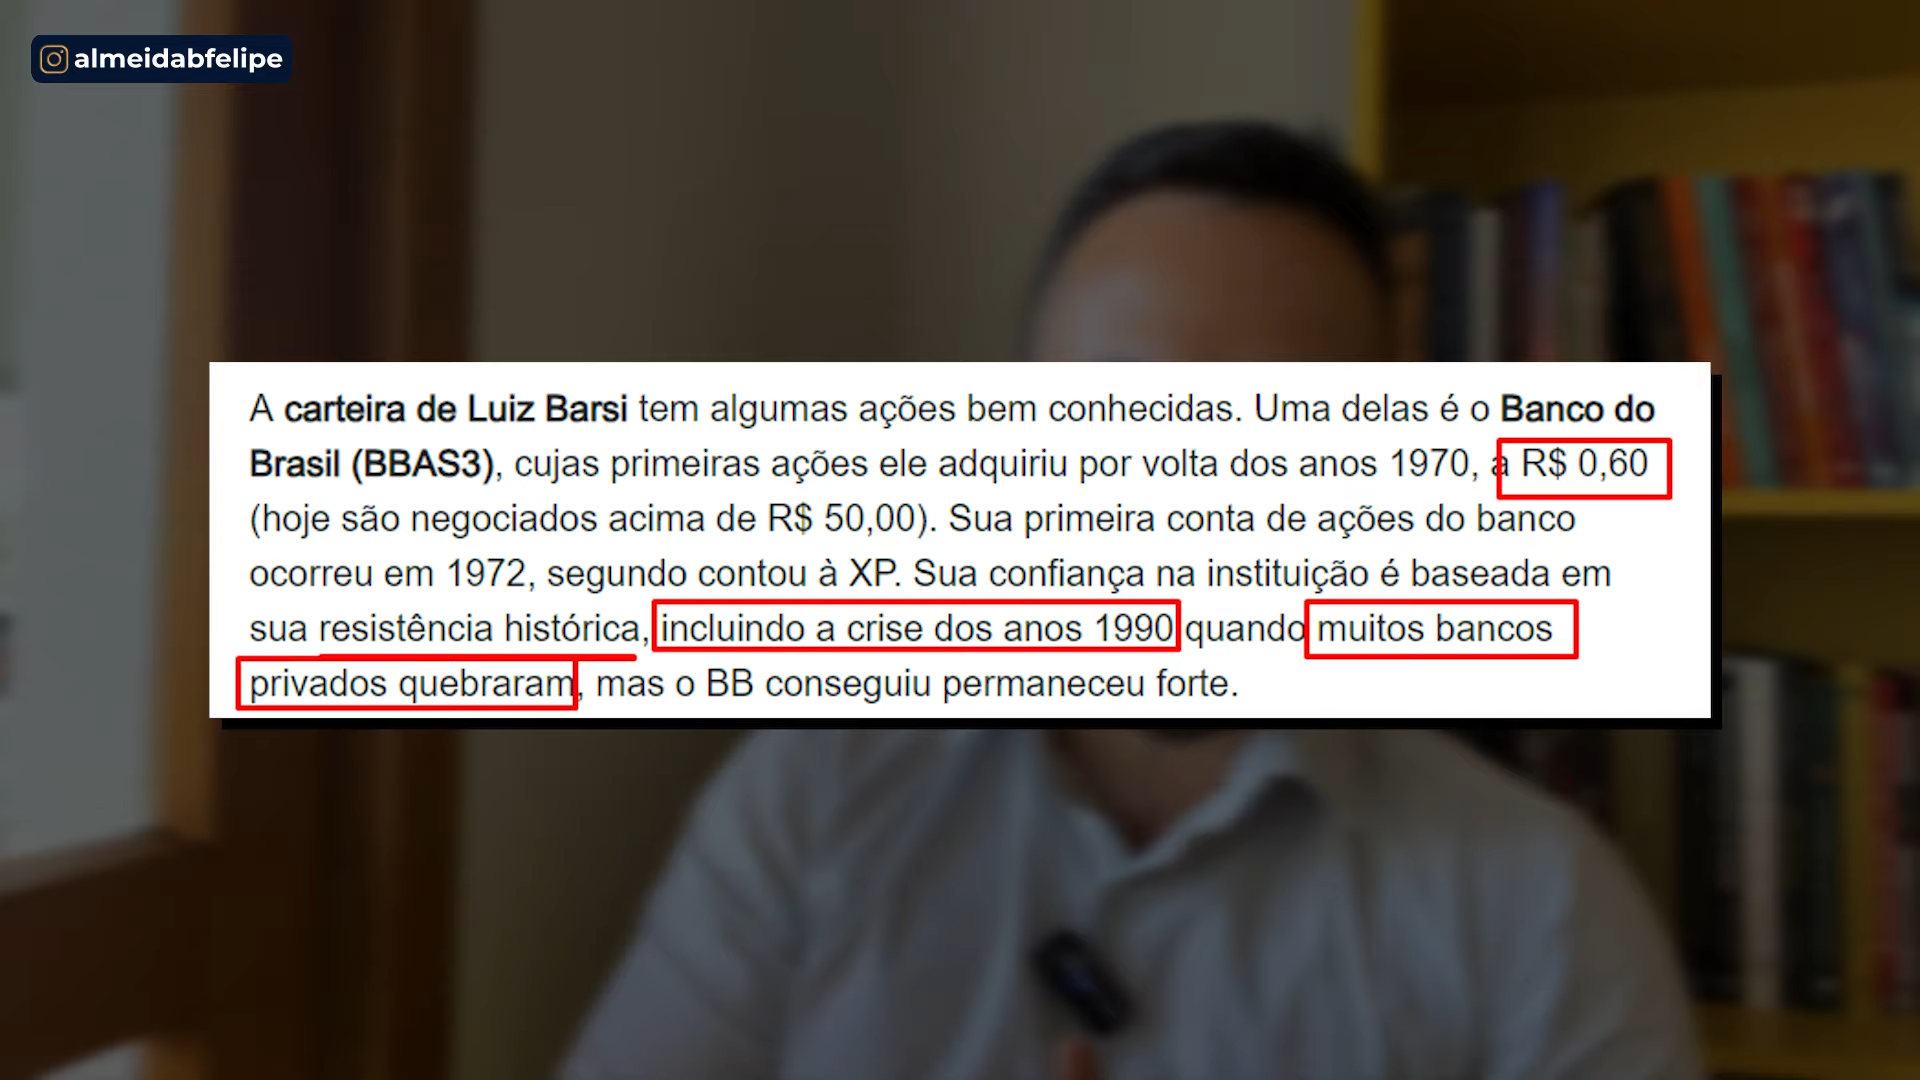 almeidabfelipe
A carteira de Luiz Barsi tem algumas ações bem conhecidas. Uma delas é o Banco do
Brasil (BBAS3), cujas primeiras ações ele adquiriu por volta dos anos 1970, a R$ 0,60
(hoje são negociados acima de R$ 50,00). Sua primeira conta de ações do banco
ocorreu em 1972, segundo contou à XP. Sua confiança na instituição é baseada em
sua resistência histórica, incluindo a crise dos anos 1990 quando muitos bancos
privados quebraram, mas o BB conseguiu permaneceu forte.